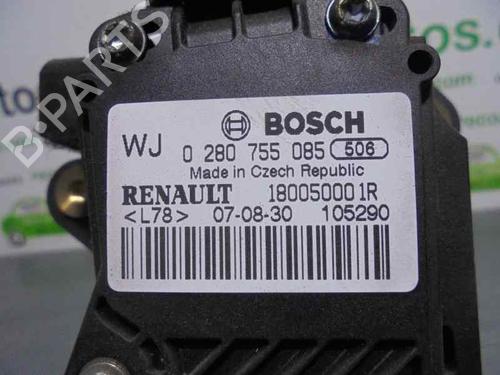 BOSCH
WJ 0 280 755 085 506
Made in Czech Republic
RENAULT 180050001R
<L78> 07-08-30 105290
B-PARTS